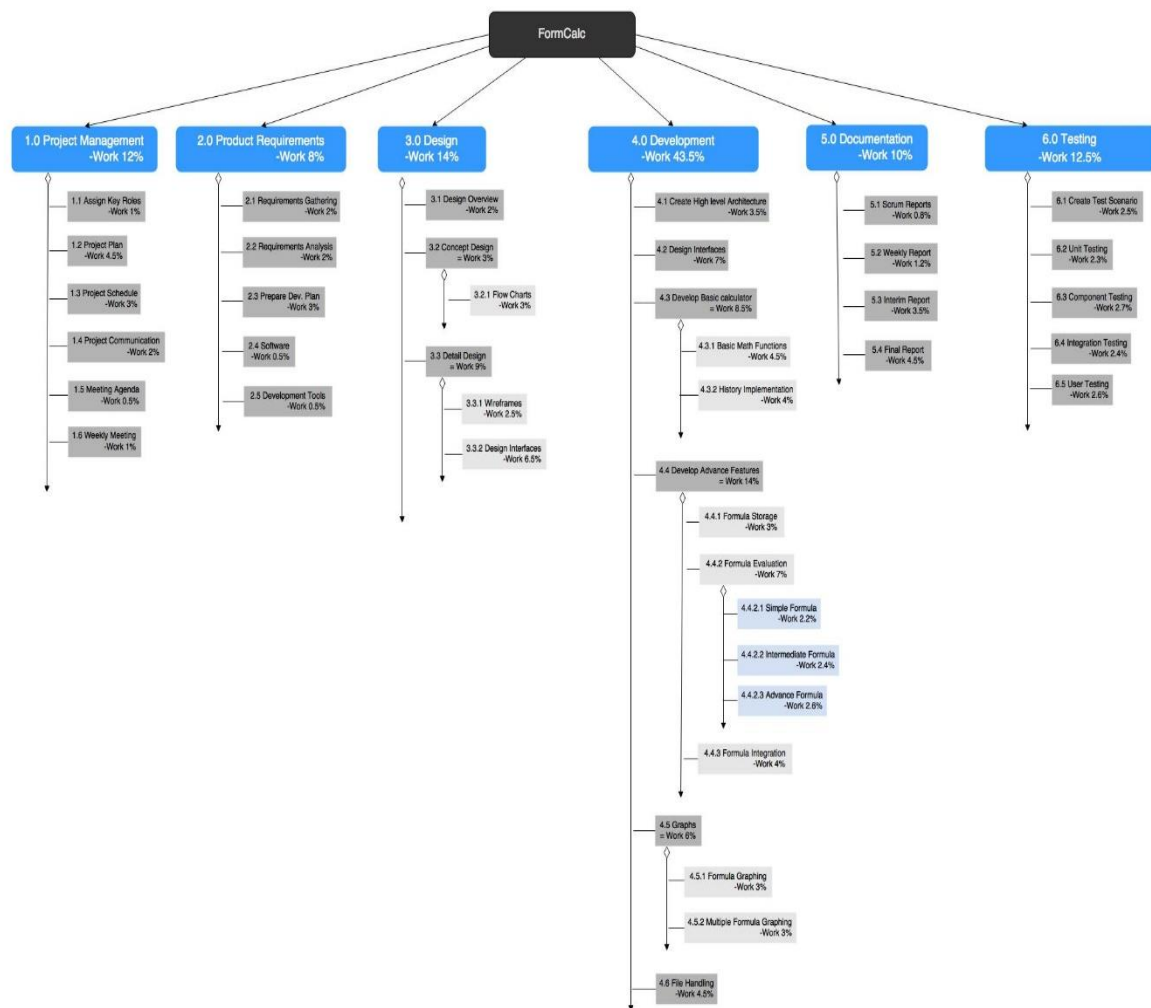 FormCalc
1.0 Project Management
-Work 12%
1.1 Assign Key Roles
-Work 1%
1.2 Project Plan
-Work 4.5%
1.3 Project Schedule
-Work 3%
1.4 Project Communication
-Work 2%
1.5 Meeting Agenda
-Work 0.5%
1.6 Weekly Meeting
-Work 1%
2.0 Product Requirements
-Work 8%
2.1 Requirements Gathering
-Work 2%
2.2 Requirements Analysis
-Work 2%
2.3 Prepare Dev. Plan
-Work 3%
2.4 Software
-Work 0.5%
2.5 Development Tools
-Work 0.5%
3.0 Design
-Work 14%
3.1 Design Overview
-Work 2%
3.2 Concept Design
= Work 3%
3.2.1 Flow Charts
-Work 3%
3.3 Detail Design
= Work 9%
3.3.1 Wireframes
-Work 2.5%
3.3.2 Design Interfaces
-Work 6.5%
4.0 Development
-Work 43.5%
4.1 Create High level Architecture
-Work 3.5%
4.2 Design Interfaces
-Work 7%
4.3 Develop Basic calculator
= Work 8.5%
4.3.1 Basic Math Functions
-Work 4.5%
4.3.2 History Implementation
-Work 4%
4.4 Develop Advance Features
= Work 14%
4.4.1 Formula Storage
-Work 3%
4.4.2 Formula Evaluation
-Work 7%
4.4.2.1 Simple Formula
-Work 2.2%
4.4.2.2 Intermediate Formula
-Work 2.4%
4.4.2.3 Advance Formula
-Work 2.6%
4.4.3 Formula Integration
-Work 4%
4.5 Graphs
= Work 6%
4.5.1 Formula Graphing
-Work 3%
4.5.2 Multiple Formula Graphing
-Work 3%
4.6 File Handling
-Work 4.5%
5.0 Documentation
-Work 10%
5.1 Scrum Reports
-Work 0.8%
5.2 Weekly Report
-Work 1.2%
5.3 Interim Report
-Work 3.5%
5.4 Final Report
-Work 4.5%
6.0 Testing
-Work 12.5%
6.1 Create Test Scenario
-Work 2.5%
6.2 Unit Testing
-Work 2.3%
6.3 Component Testing
-Work 2.7%
6.4 Integration Testing
-Work 2.4%
6.5 User Testing
-Work 2.6%